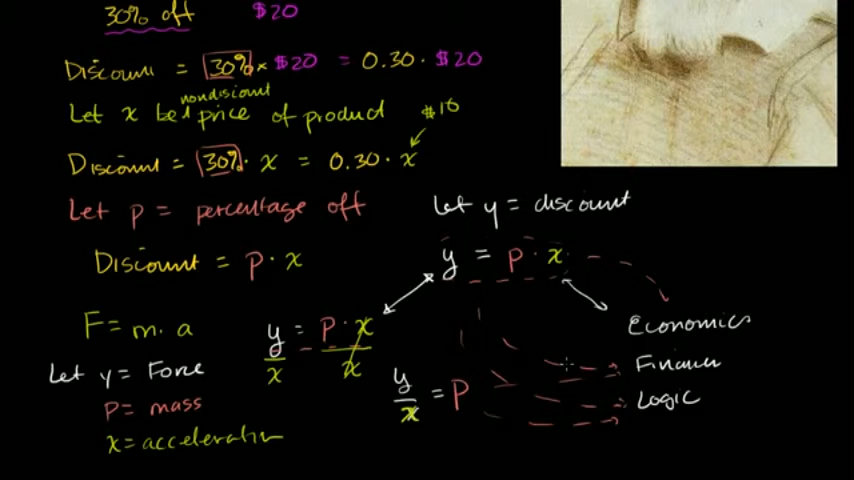 30% off $20
Discount = 30% × $20 = 0.30 · $20
nondiscount
Let x be price of product $10
Discount = 30% · x = 0.30 · x
Let p = percentage off
Let y = discount
Discount = p · x
y = p · x
F = m · a
y = p · x
x x
Let y = Force
p = mass
x = acceleration
y
x = p
Economics
Finance
Logic